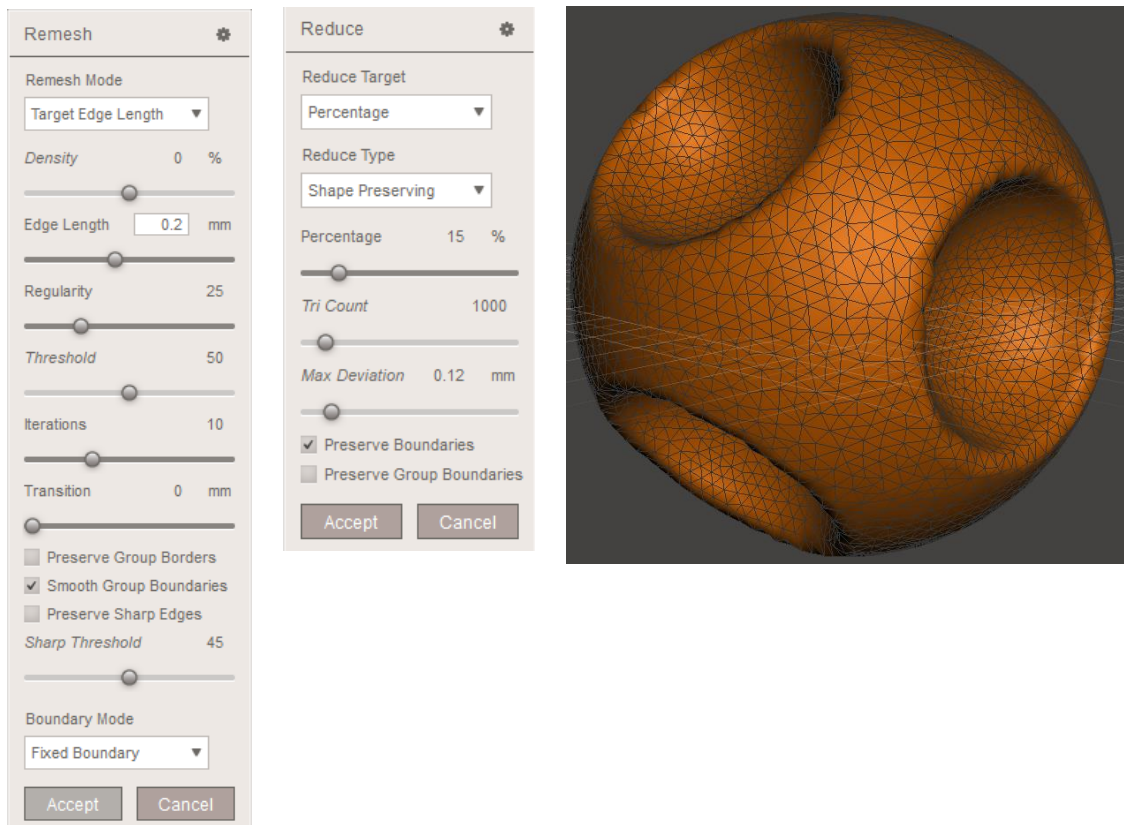 Remesh
Remesh Mode
Target Edge Length
Density 0 %
Edge Length 0.2 mm
Regularity 25
Threshold 50
Iterations 10
Transition 0 mm
Preserve Group Borders
Smooth Group Boundaries
Preserve Sharp Edges
Sharp Threshold 45
Boundary Mode
Fixed Boundary
Accept Cancel
Reduce
Reduce Target
Percentage
Reduce Type
Shape Preserving
Percentage 15 %
Tri Count 1000
Max Deviation 0.12 mm
Preserve Boundaries
Preserve Group Boundaries
Accept Cancel